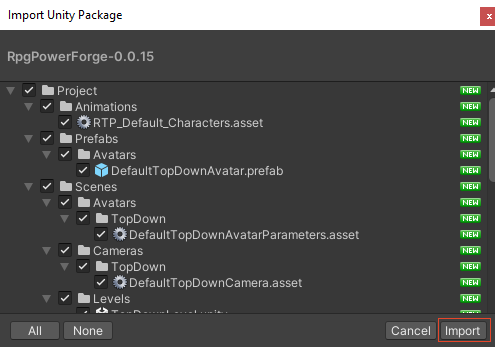 Import Unity Package x
RpgPowerForge-0.0.15
Project NEW
Animations NEW
RTP_Default_Characters.asset NEW
Prefabs NEW
Avatars NEW
DefaultTopDownAvatar.prefab NEW
Scenes NEW
Avatars NEW
TopDown NEW
DefaultTopDownAvatarParameters.asset NEW
Cameras NEW
TopDown NEW
DefaultTopDownCamera.asset NEW
Levels NEW
TopDownLevel.unity
All None Cancel Import